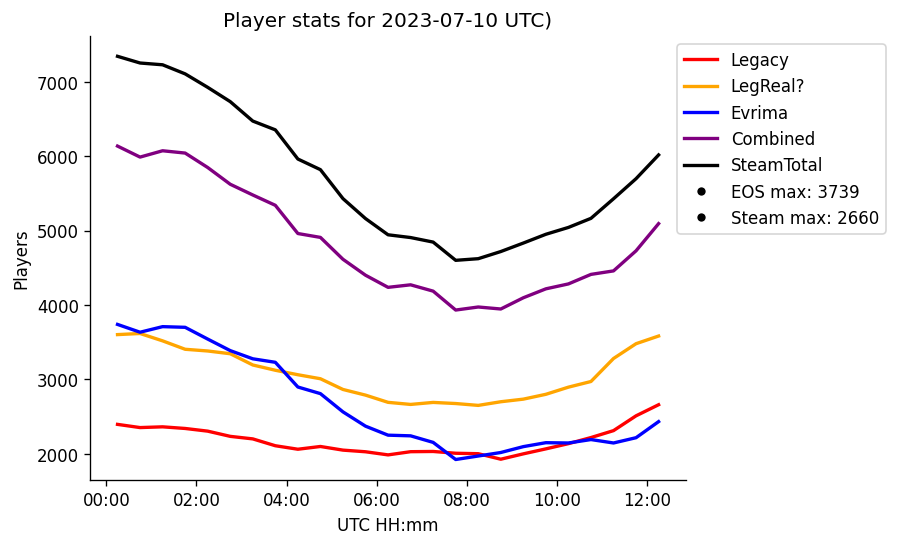 Player stats for 2023-07-10 UTC)
Legacy
LegReal?
Evrima
Combined
SteamTotal
EOS max: 3739
Steam max: 2660
7000
6000
5000
4000
3000
2000
Players
00:00 02:00 04:00 06:00 08:00 10:00 12:00
UTC HH:mm